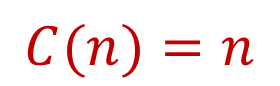 C(n) = n